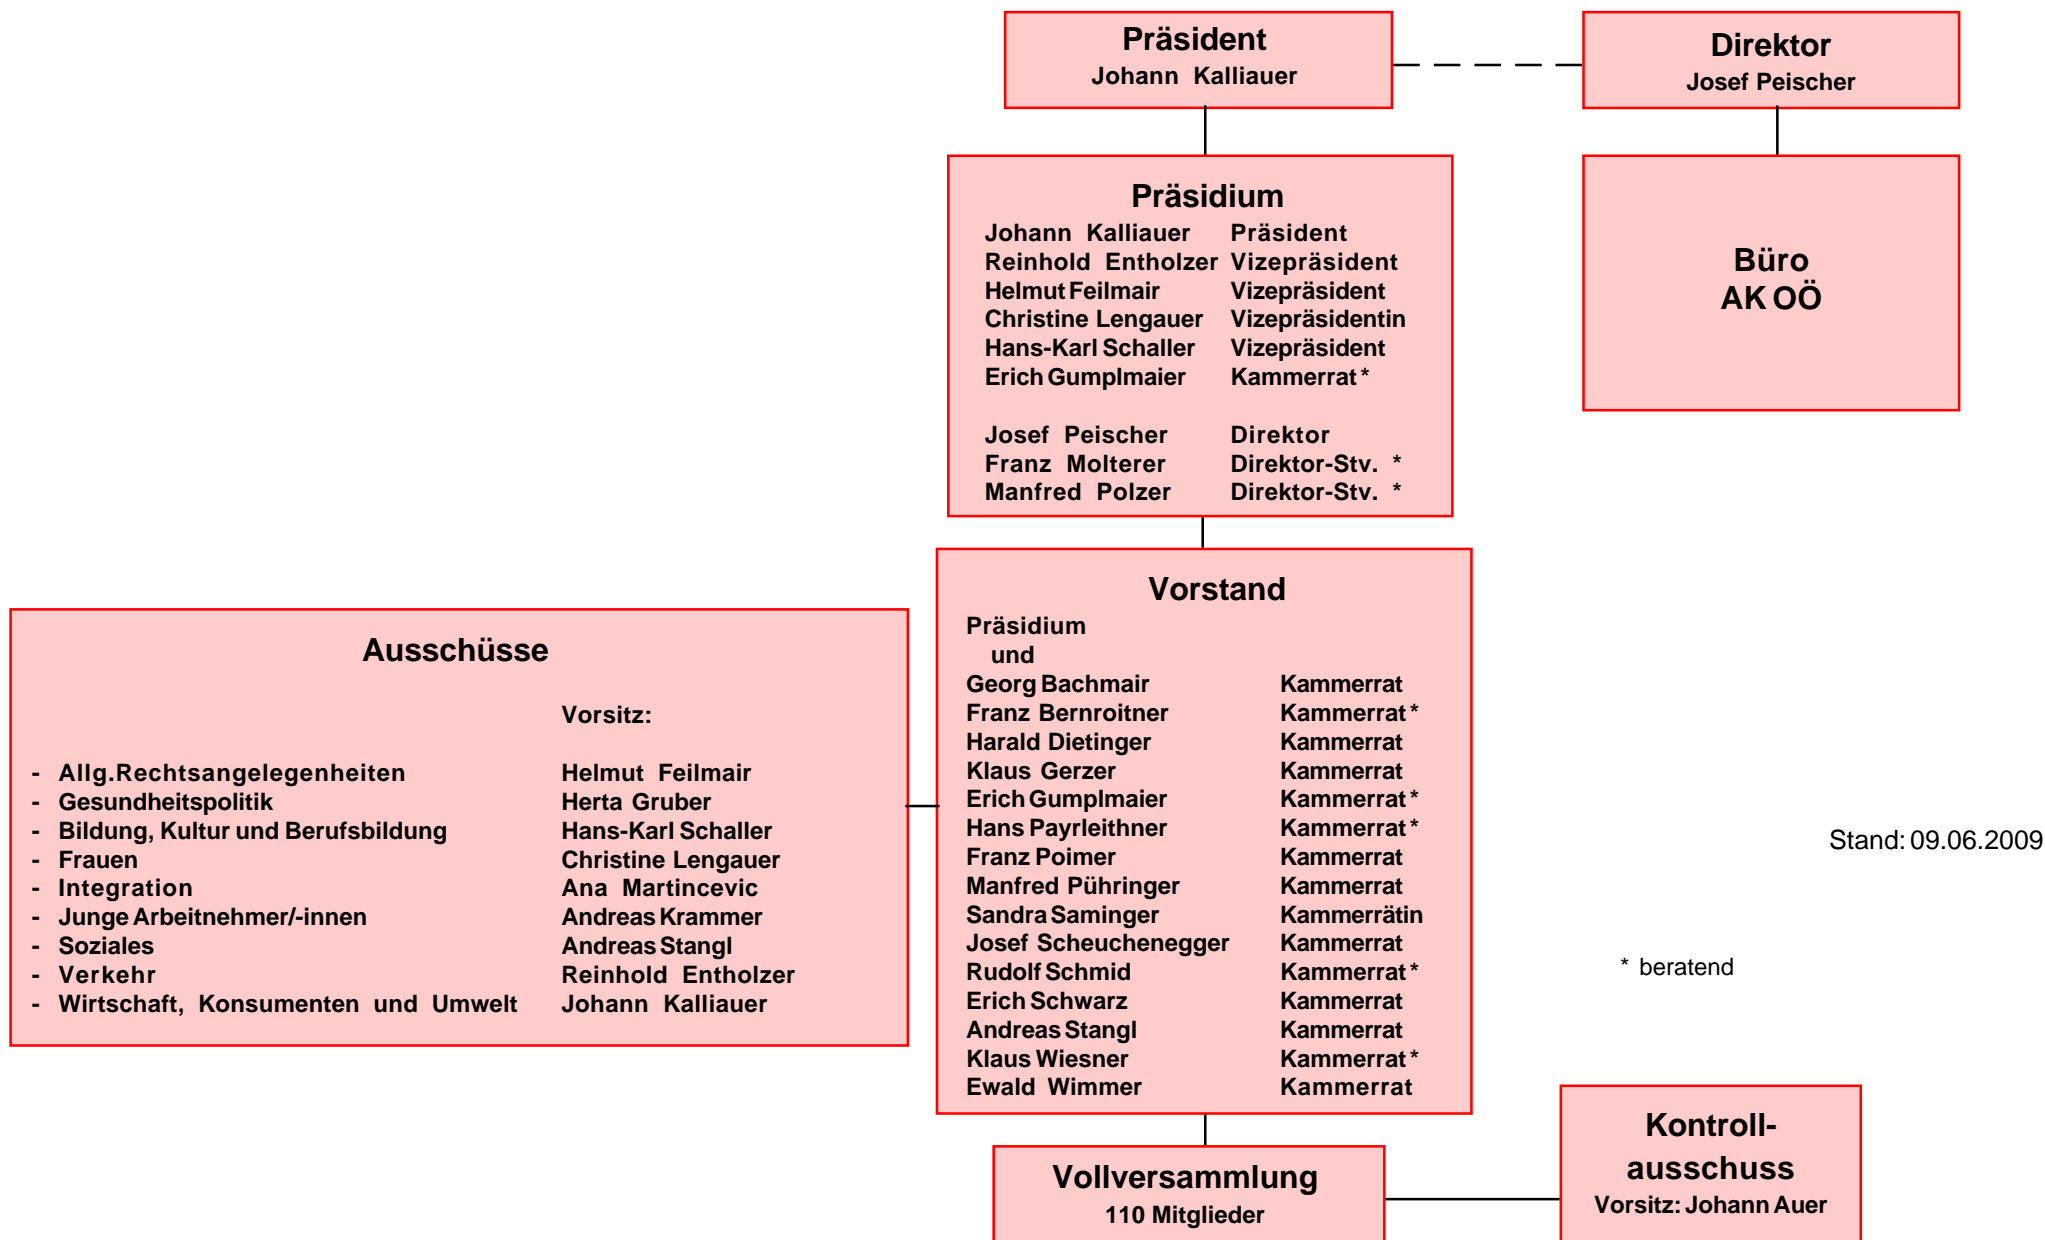 Präsident
Johann Kalliauer
Direktor
Josef Peischer
Präsidium
Johann Kalliauer Präsident
Reinhold Entholzer Vizepräsident
Helmut Feilmair Vizepräsident
Christine Lengauer Vizepräsidentin
Hans-Karl Schaller Vizepräsident
Erich Gumplmaier Kammerrat *
Josef Peischer Direktor
Franz Molterer Direktor-Stv. *
Manfred Polzer Direktor-Stv. *
Büro
AK OÖ
Vorstand
Präsidium
und
Georg Bachmair Kammerrat
Franz Bernroitner Kammerrat *
Harald Dietinger Kammerrat
Klaus Gerzer Kammerrat
Erich Gumplmaier Kammerrat *
Hans Payrleithner Kammerrat *
Franz Poimer Kammerrat
Manfred Pühringer Kammerrat
Sandra Saminger Kammerrätin
Josef Scheuchenegger Kammerrat
Rudolf Schmid Kammerrat *
Erich Schwarz Kammerrat
Andreas Stangl Kammerrat
Klaus Wiesner Kammerrat *
Ewald Wimmer Kammerrat
Ausschüsse
Vorsitz:
- Allg.Rechtsangelegenheiten Helmut Feilmair
- Gesundheitspolitik Herta Gruber
- Bildung, Kultur und Berufsbildung Hans-Karl Schaller
- Frauen Christine Lengauer
- Integration Ana Martincevic
- Junge Arbeitnehmer/-innen Andreas Krammer
- Soziales Andreas Stangl
- Verkehr Reinhold Entholzer
- Wirtschaft, Konsumenten und Umwelt Johann Kalliauer
Stand: 09.06.2009
* beratend
Vollversammlung
110 Mitglieder
Kontroll-
ausschuss
Vorsitz: Johann Auer